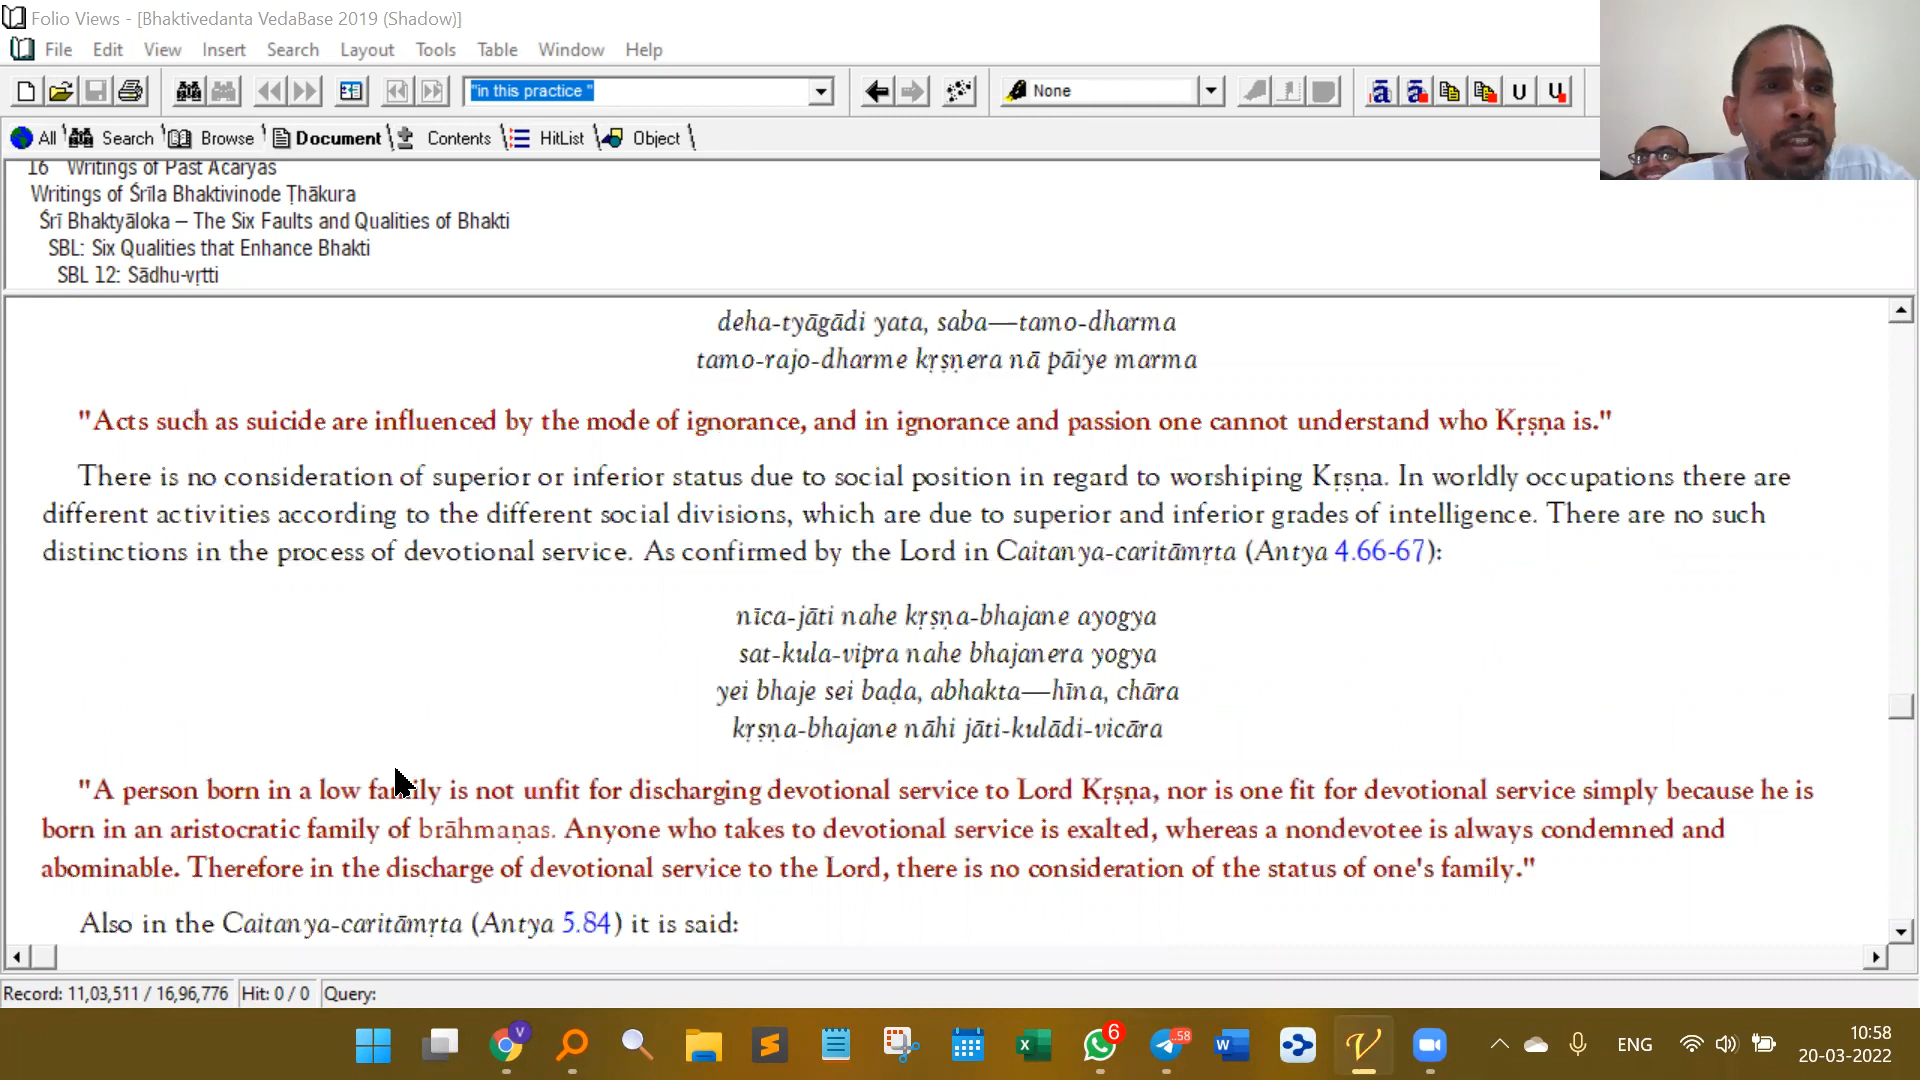 Folio Views - [Bhaktivedanta VedaBase 2019 (Shadow)]
File Edit View Insert Search Layout Tools Table Window Help
"in this practice "
None
a a U U
All Search Browse Document Contents HitList Object
16 Writings of Past Ācāryas
Writings of Śrīla Bhaktivinode Ṭhākura
Śrī Bhaktyāloka – The Six Faults and Qualities of Bhakti
SBL: Six Qualities that Enhance Bhakti
SBL 12: Sādhu-vṛtti
deha-tyāgādi yata, saba—tamo-dharma
tamo-rajo-dharme kṛṣṇera nā pāiye marma
"Acts such as suicide are influenced by the mode of ignorance, and in ignorance and passion one cannot understand who Kṛṣṇa is."
There is no consideration of superior or inferior status due to social position in regard to worshiping Kṛṣṇa. In worldly occupations there are
different activities according to the different social divisions, which are due to superior and inferior grades of intelligence. There are no such
distinctions in the process of devotional service. As confirmed by the Lord in Caitanya-caritāmṛta (Antya 4.66-67):
nīca-jāti nahe kṛṣṇa-bhajane ayogya
sat-kula-vipra nahe bhajanera yogya
yei bhaje sei baḍa, abhakta—hīna, chāra
kṛṣṇa-bhajane nāhi jāti-kulādi-vicāra
"A person born in a low family is not unfit for discharging devotional service to Lord Kṛṣṇa, nor is one fit for devotional service simply because he is
born in an aristocratic family of brāhmaṇas. Anyone who takes to devotional service is exalted, whereas a nondevotee is always condemned and
abominable. Therefore in the discharge of devotional service to the Lord, there is no consideration of the status of one's family."
Also in the Caitanya-caritāmṛta (Antya 5.84) it is said:
Record: 11,03,511 / 16,96,776 Hit: 0 / 0 Query:
V 6 58 ENG 10:58
20-03-2022